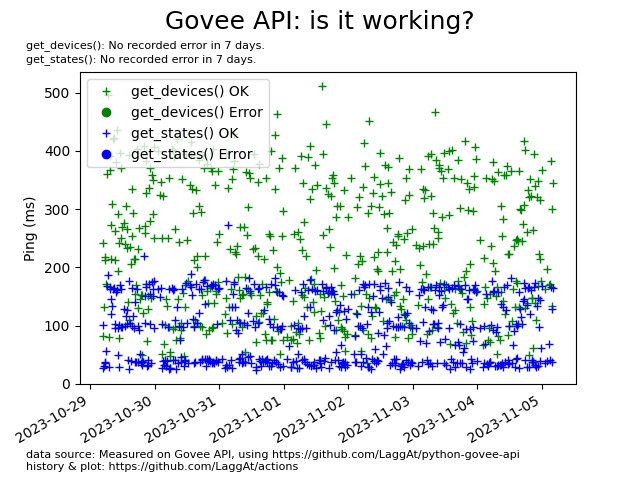 Govee API: is it working?
get_devices(): No recorded error in 7 days.
get_states(): No recorded error in 7 days.
get_devices() OK
get_devices() Error
get_states() OK
get_states() Error
Ping (ms)
500
400
300
200
100
0
2023-10-29
2023-10-30
2023-10-31
2023-11-01
2023-11-02
2023-11-03
2023-11-04
2023-11-05
data source: Measured on Govee API, using https://github.com/LaggAt/python-govee-api
history & plot: https://github.com/LaggAt/actions